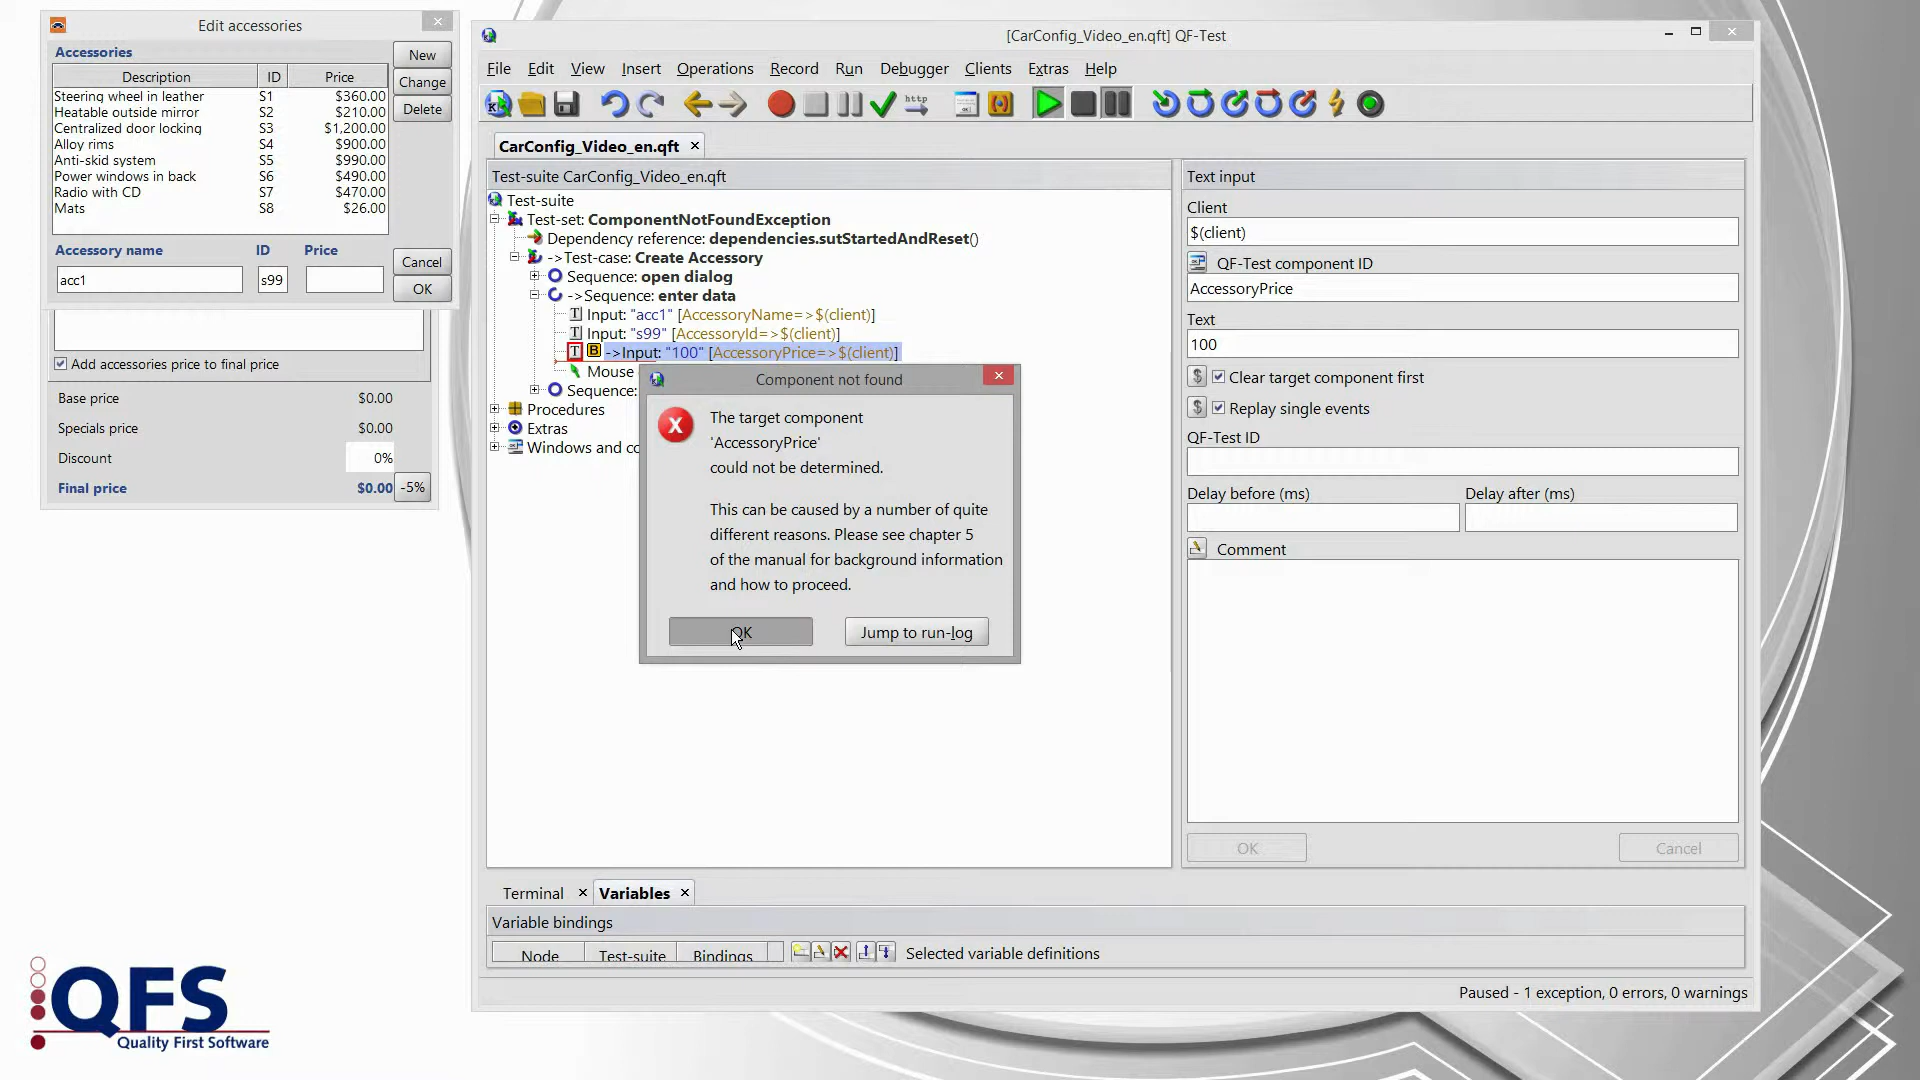 Edit accessories
Accessories
New
Description ID Price
Change
Steering wheel in leather S1 $360.00
Heatable outside mirror S2 $210.00
Delete
Centralized door locking S3 $1,200.00
Alloy rims S4 $900.00
Anti-skid system S5 $990.00
Power windows in back S6 $490.00
Radio with CD S7 $470.00
Mats S8 $26.00
Accessory name ID Price
Cancel
acc1 s99
OK
Add accessories price to final price
Base price $0.00
Specials price $0.00
Discount 0%
Final price $0.00 -5%
[CarConfig_Video_en.qft] QF-Test
File Edit View Insert Operations Record Run Debugger Clients Extras Help
http
CarConfig_Video_en.qft
Test-suite CarConfig_Video_en.qft
Test-suite
Test-set: ComponentNotFoundException
Dependency reference: dependencies.sutStartedAndReset()
->Test-case: Create Accessory
Sequence: open dialog
->Sequence: enter data
T Input: "acc1" [AccessoryName=>$(client)]
T Input: "s99" [AccessoryId=>$(client)]
T B ->Input: "100" [AccessoryPrice=>$(client)]
Mouse
Sequence:
Procedures
Extras
Windows and co
Component not found
The target component
'AccessoryPrice'
could not be determined.
This can be caused by a number of quite
different reasons. Please see chapter 5
of the manual for background information
and how to proceed.
OK Jump to run-log
Text input
Client
$(client)
QF-Test component ID
AccessoryPrice
Text
100
$ Clear target component first
$ Replay single events
QF-Test ID
Delay before (ms) Delay after (ms)
Comment
OK Cancel
Terminal Variables
Variable bindings
Node Test-suite Bindings Selected variable definitions
Paused - 1 exception, 0 errors, 0 warnings
QFS
Quality First Software